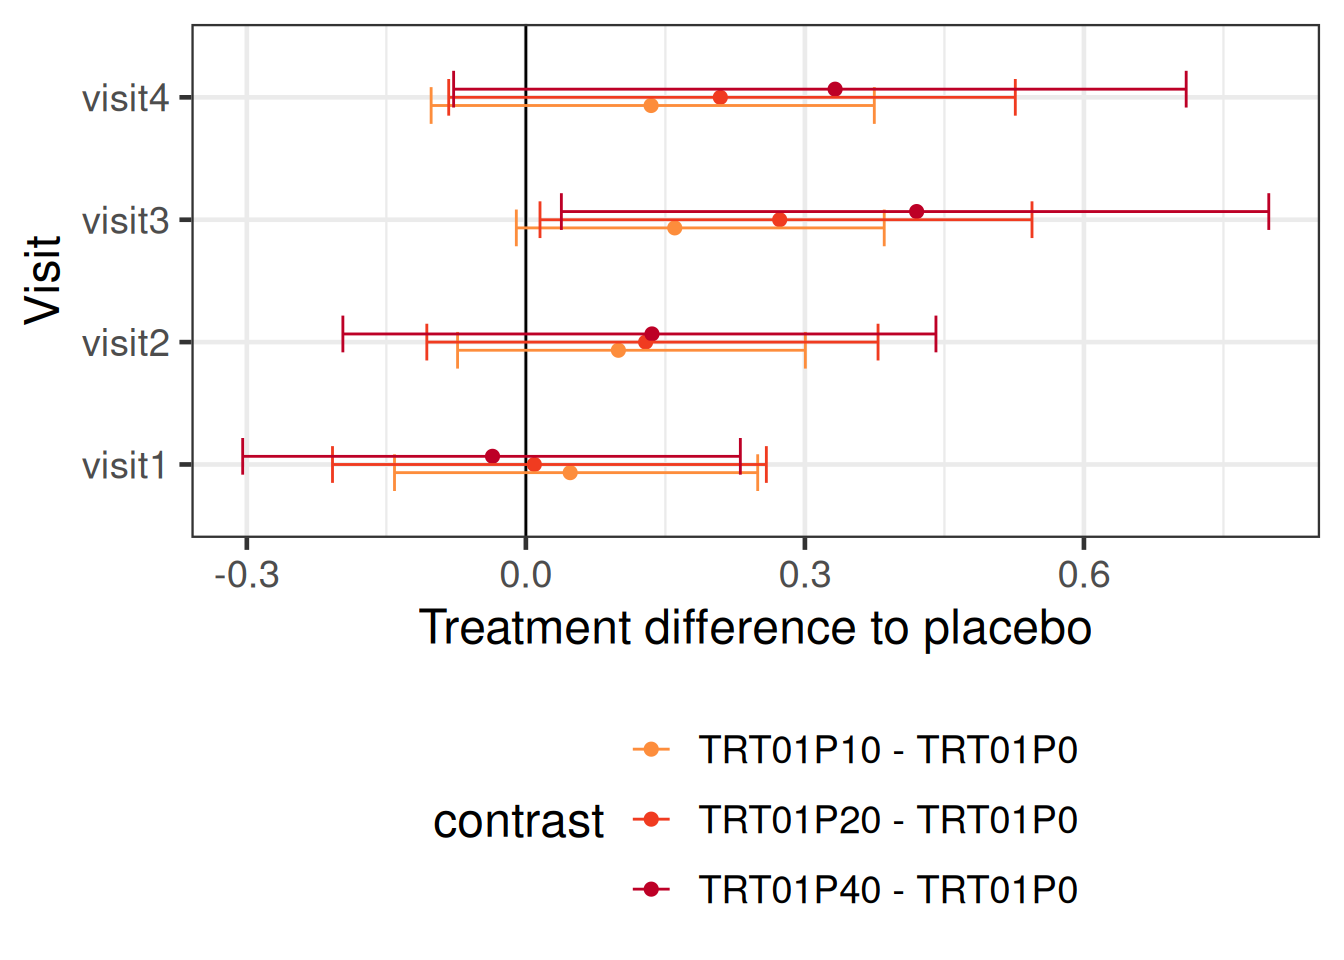 visit4
visit3
visit2
visit1
Visit
-0.3 0.0 0.3 0.6
Treatment difference to placebo
contrast
TRT01P10 - TRT01P0
TRT01P20 - TRT01P0
TRT01P40 - TRT01P0